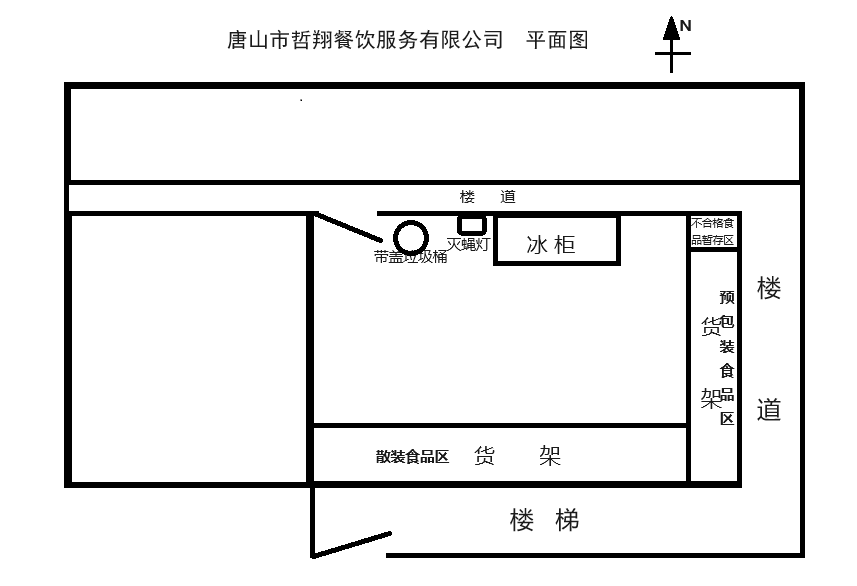 唐山市哲翔餐饮服务有限公司 平面图
N
楼 道
带盖垃圾桶
灭蝇灯
冰柜
不合格食
品暂存区
货架
预包装食品区
楼道
散装食品区 货 架
楼 梯